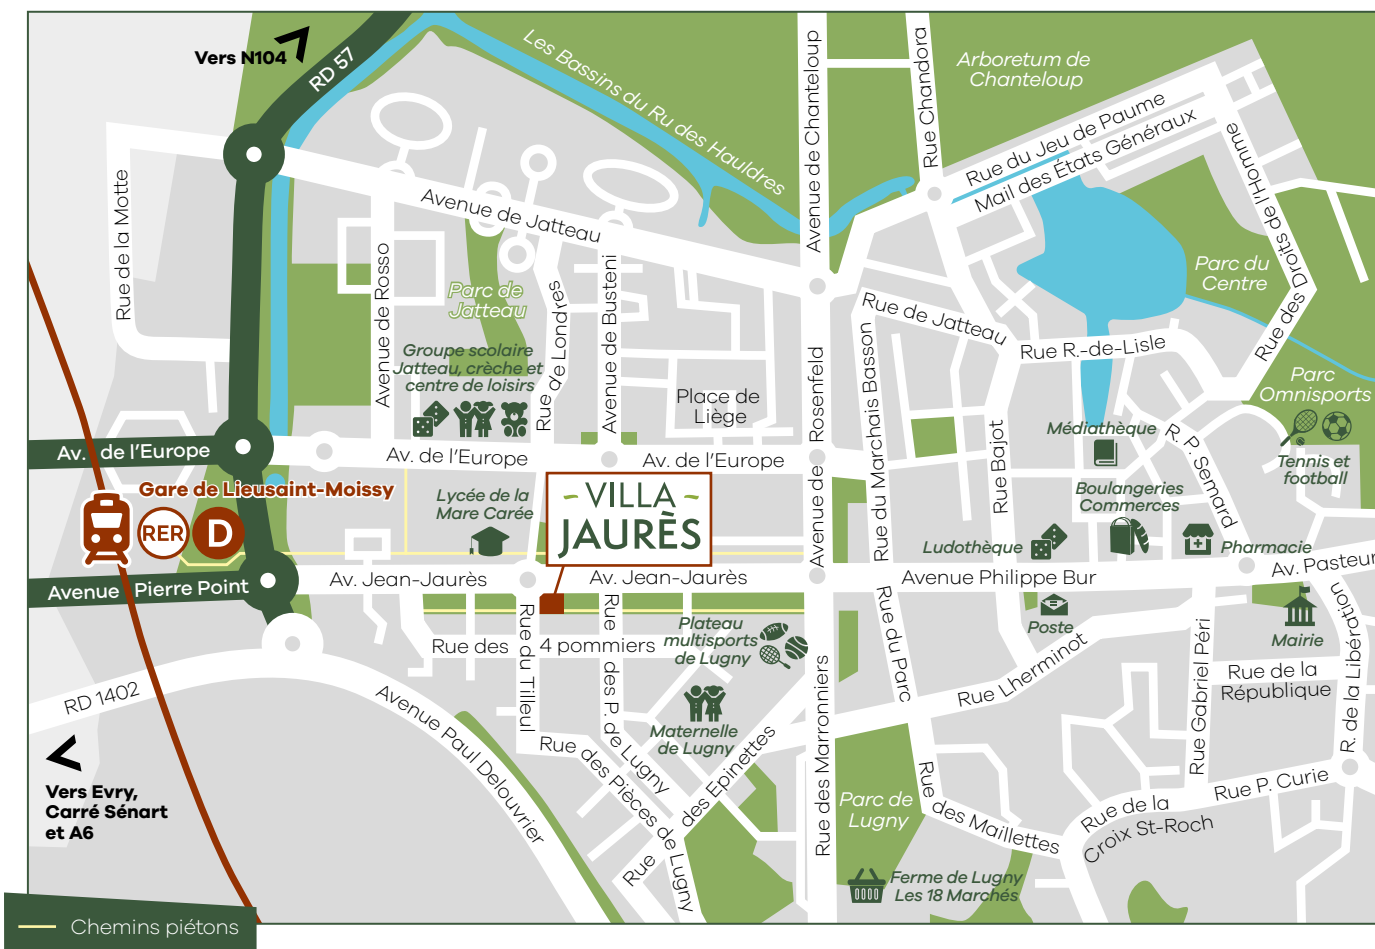 Vers N104
RD 57
Les Bassins du Ru des Hauldres
Avenue de Chanteloup
Rue Chandora
Arboretum de
Chanteloup
Rue du Jeu de Paume
Mail des États Généraux
Rue des Droits de l'Homme
Parc du
Centre
Rue de la Motte
Avenue de Jatteau
Avenue de Rosso
Parc de
Jatteau
Rue de Londres
Avenue de Busteni
Groupe scolaire
Jatteau, crèche et
centre de loisirs
Place de
Liège
Avenue de Rosenfeld
Rue du Marchais Basson
Rue de Jatteau
Rue R.-de-Lisle
Parc
Omnisports
Tennis et
football
Médiathèque
R. P. Semard
Rue Bajot
Boulangeries
Commerces
Ludothèque
Pharmacie
Av. de l'Europe
Av. de l'Europe
Av. de l'Europe
Gare de Lieusaint-Moissy
RER
D
Lycée de la
Mare Carée
VILLA
JAURÈS
Avenue Pierre Point
Av. Jean-Jaurès
Av. Jean-Jaurès
Avenue Philippe Bur
Av. Pasteur
Poste
Mairie
Rue des 4 pommiers
Rue du Tilleul
Rue des P. de Lugny
Plateau
multisports
de Lugny
Maternelle
de Lugny
Rue du Parc
Rue Lherminot
Rue Gabriel Péri
Rue de la
République
R. de la Libération
RD 1402
Avenue Paul Delouvrier
Rue des Pièces de Lugny
Rue des Epinettes
Rue des Marronniers
Parc de
Lugny
Rue des Maillettes
Rue de la
Croix St-Roch
Rue P. Curie
Ferme de Lugny
Les 18 Marchés
Vers Evry,
Carré Sénart
et A6
Chemins piétons